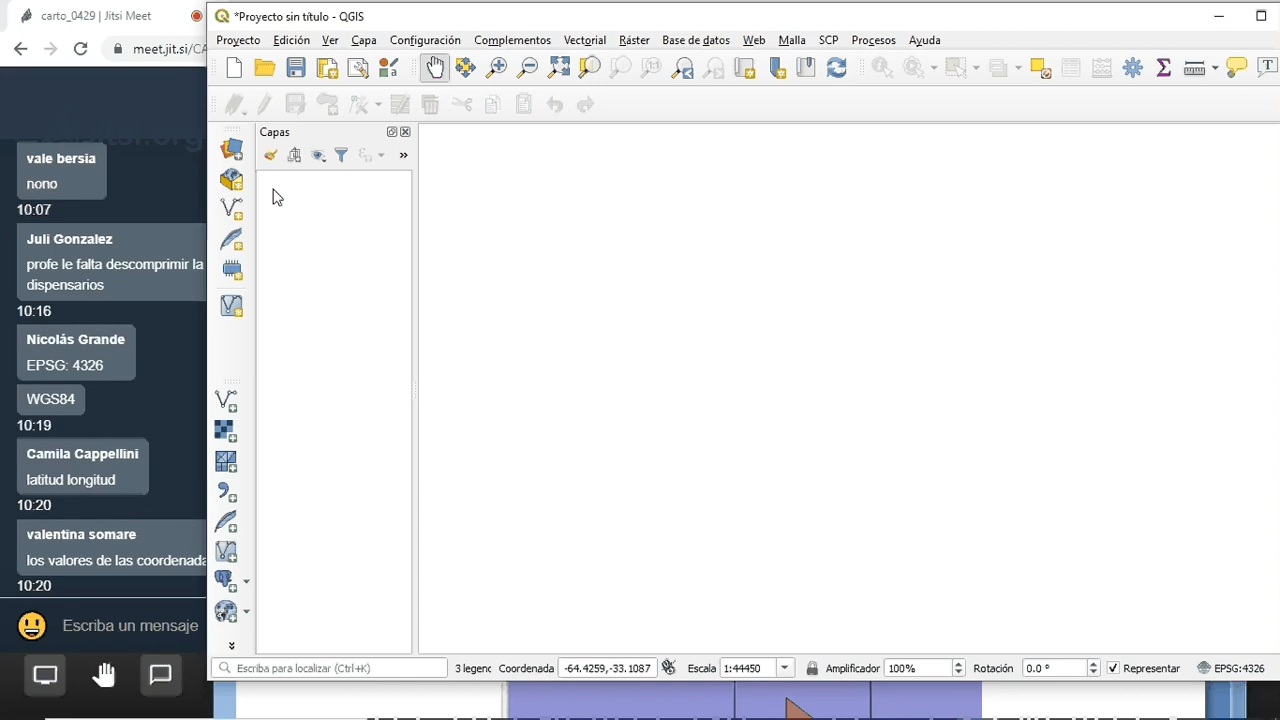 carto_0429 | Jitsi Meet
meet.jit.si/CA
vale bersia
nono
10:07
Juli Gonzalez
profe le falta descomprimir la
dispensarios
10:16
Nicolás Grande
EPSG: 4326
WGS84
10:19
Camila Cappellini
latitud longitud
10:20
valentina somare
los valores de las coordenada
10:20
Escriba un mensaje
*Proyecto sin título - QGIS
Proyecto Edición Ver Capa Configuración Complementos Vectorial Ráster Base de datos Web Malla SCP Procesos Ayuda
Capas
Escriba para localizar (Ctrl+K) 3 legenc Coordenada -64.4259,-33.1087 Escala 1:44450 Amplificador 100% Rotación 0.0 ° Representar EPSG:4326